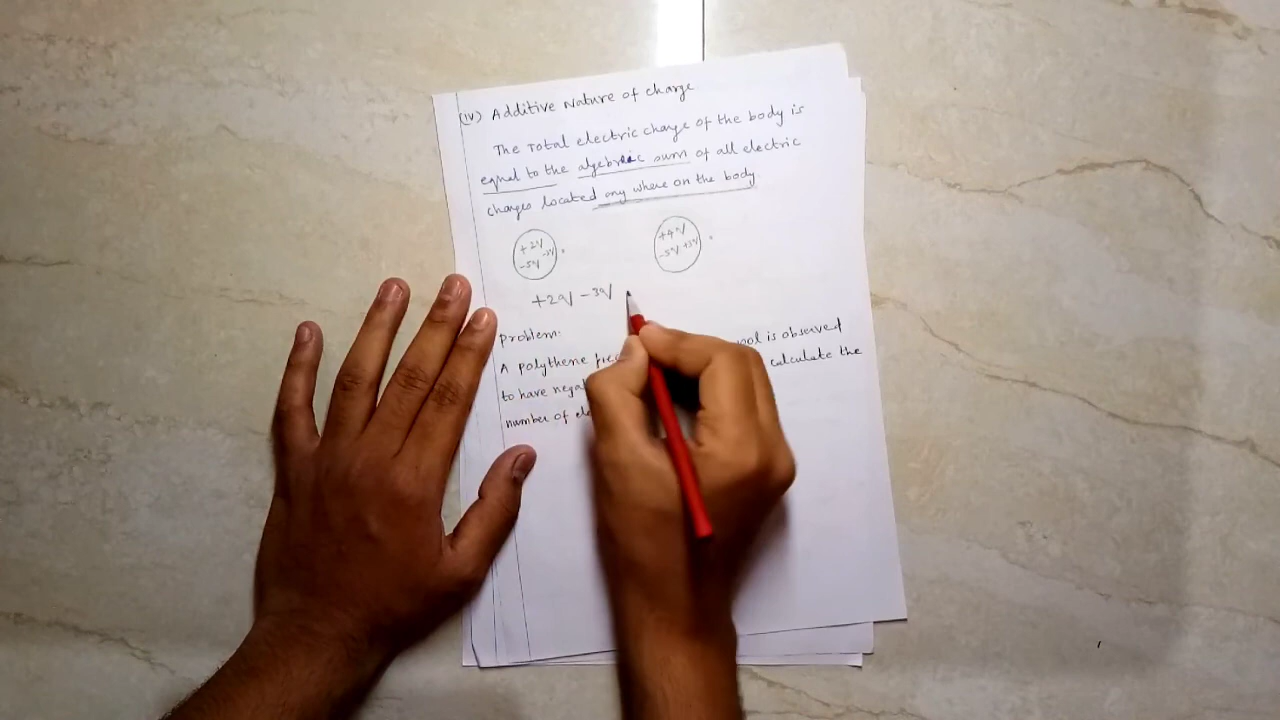 (iv) Additive Nature of charge
The Total electric charge of the body is
equal to the algebraic sum of all electric
charges located any where on the body
+2q -3q +4q
-5q -5q +3q
+2q -3q
Problem:
A polythene is observed
to have calculate the
number of